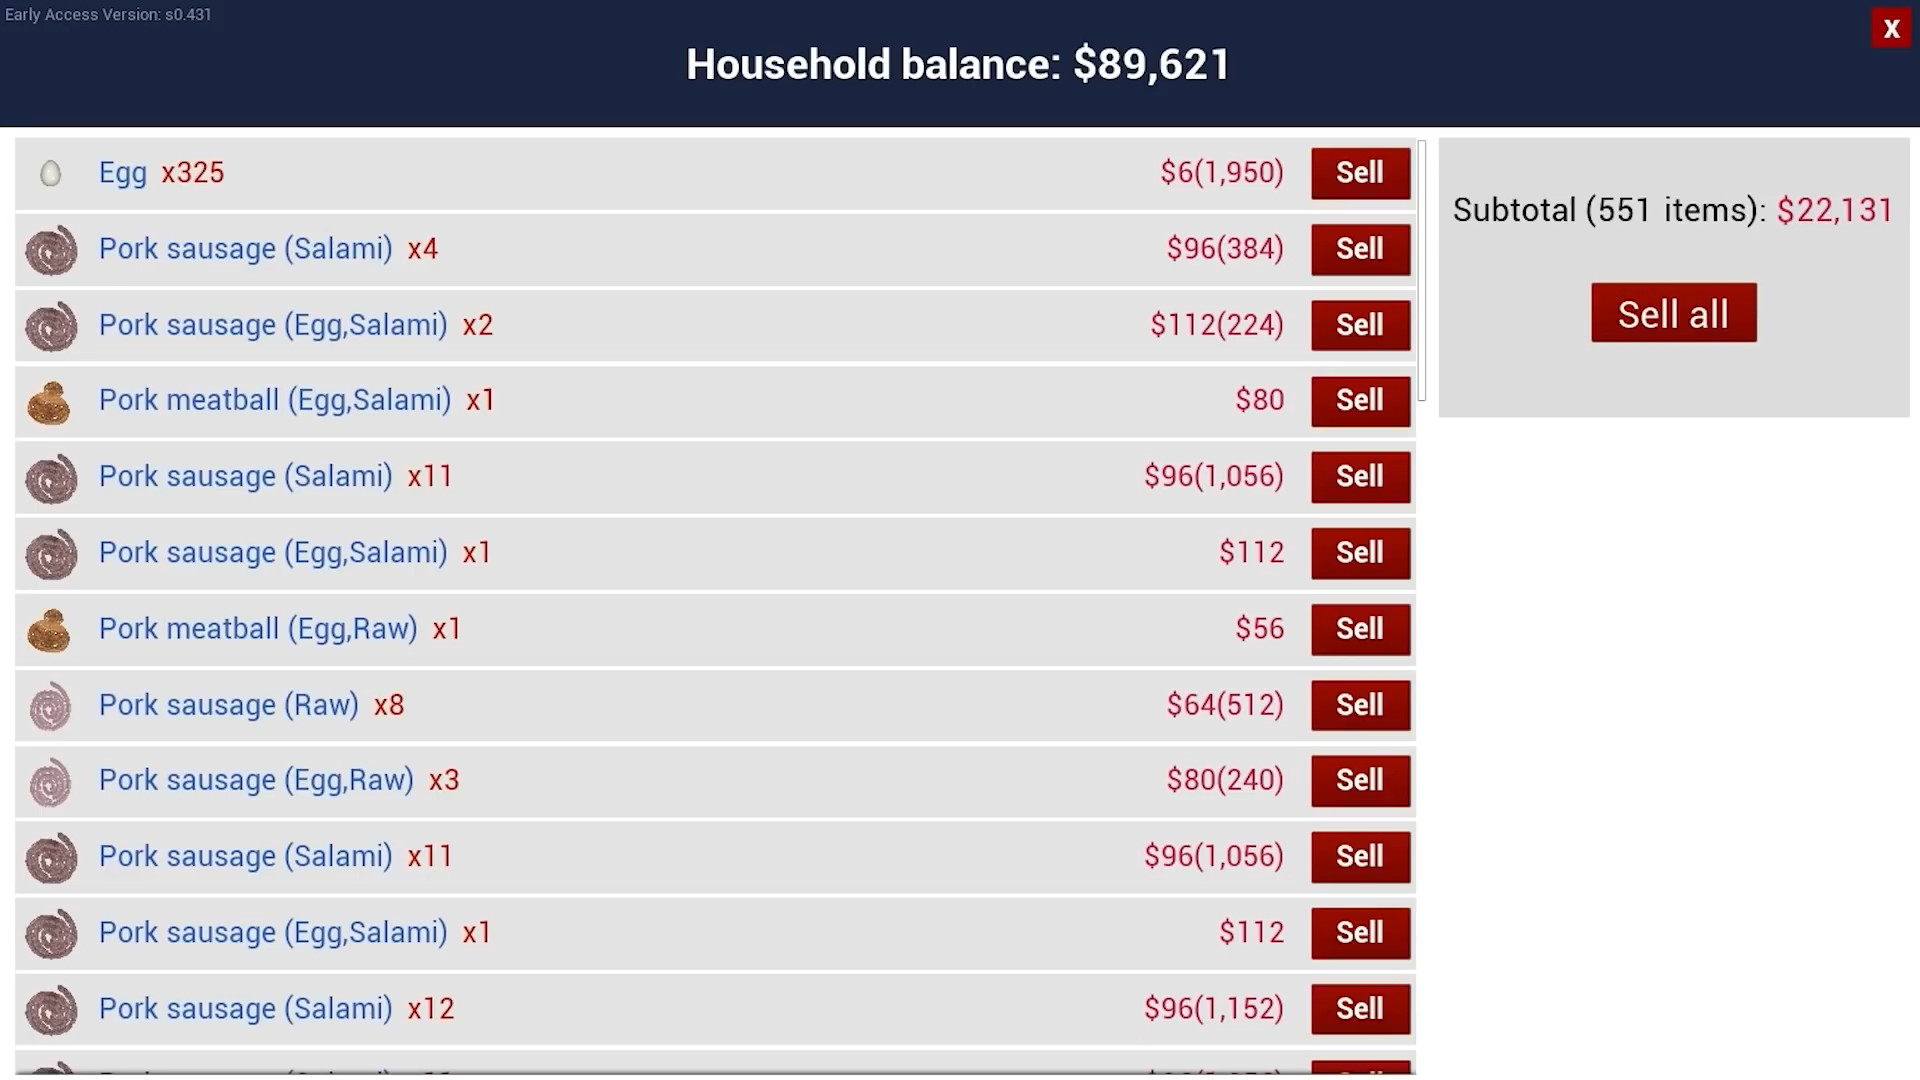 Early Access Version: s0.431
X
Household balance: $89,621
Egg x325 $6(1,950) Sell
Subtotal (551 items): $22,131
Sell all
Pork sausage (Salami) x4 $96(384) Sell
Pork sausage (Egg,Salami) x2 $112(224) Sell
Pork meatball (Egg,Salami) x1 $80 Sell
Pork sausage (Salami) x11 $96(1,056) Sell
Pork sausage (Egg,Salami) x1 $112 Sell
Pork meatball (Egg,Raw) x1 $56 Sell
Pork sausage (Raw) x8 $64(512) Sell
Pork sausage (Egg,Raw) x3 $80(240) Sell
Pork sausage (Salami) x11 $96(1,056) Sell
Pork sausage (Egg,Salami) x1 $112 Sell
Pork sausage (Salami) x12 $96(1,152) Sell